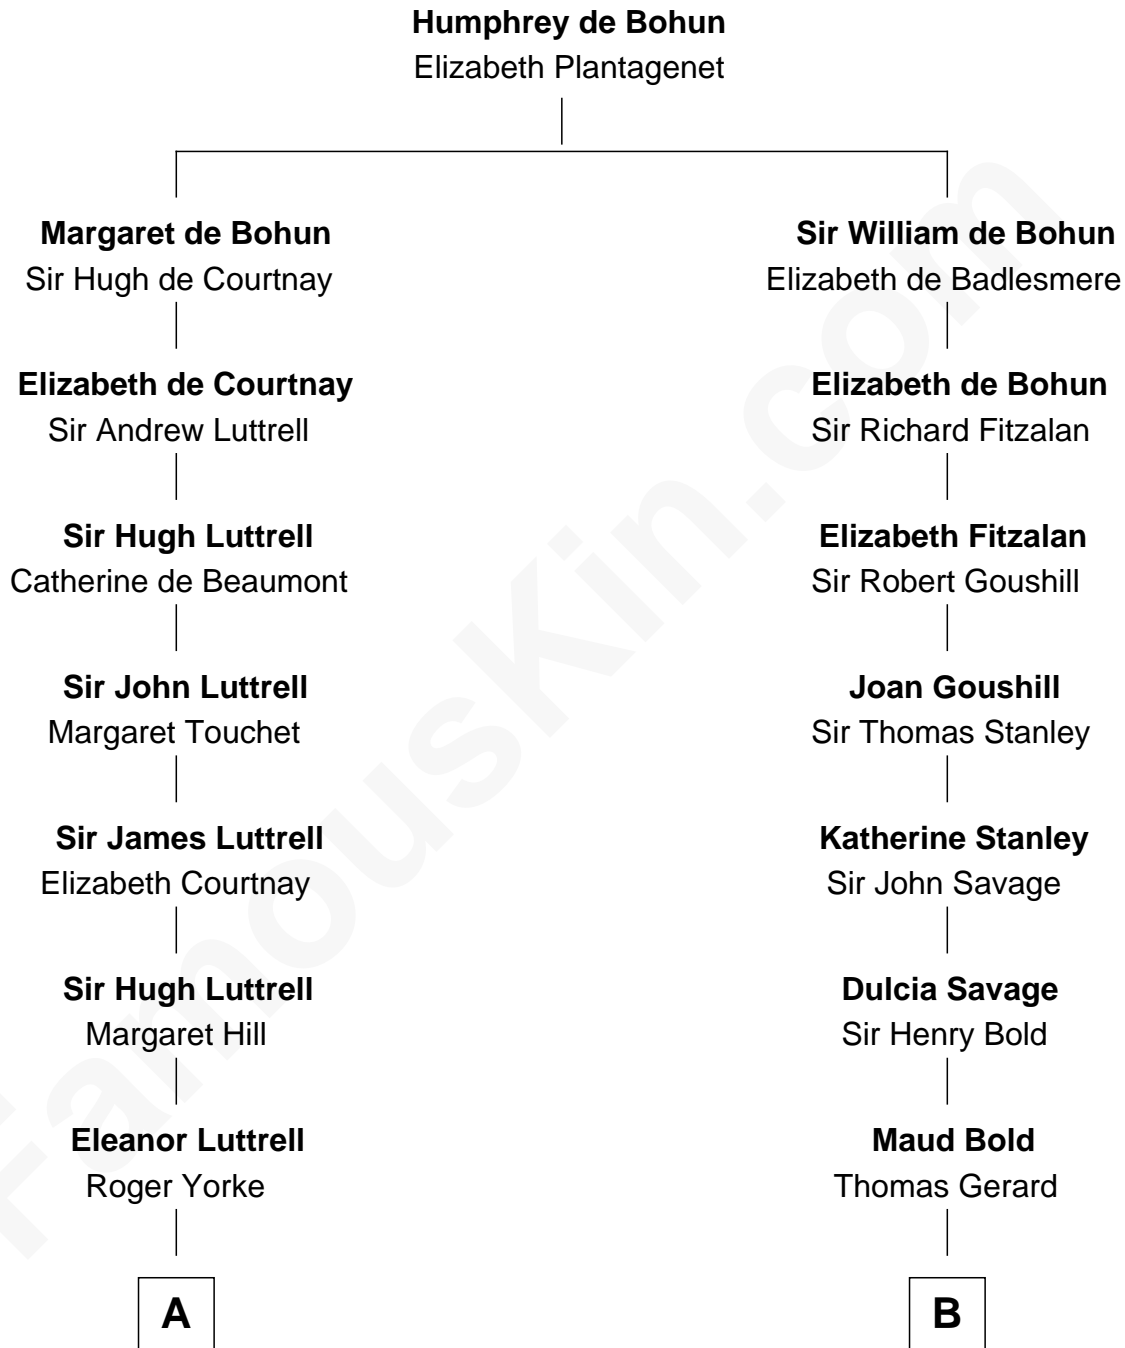 Humphrey de Bohun
Elizabeth Plantagenet
Margaret de Bohun
Sir Hugh de Courtnay
Sir William de Bohun
Elizabeth de Badlesmere
Elizabeth de Courtnay
Sir Andrew Luttrell
Elizabeth de Bohun
Sir Richard Fitzalan
Sir Hugh Luttrell
Catherine de Beaumont
Elizabeth Fitzalan
Sir Robert Goushill
Sir John Luttrell
Margaret Touchet
Joan Goushill
Sir Thomas Stanley
Sir James Luttrell
Elizabeth Courtnay
Katherine Stanley
Sir John Savage
Sir Hugh Luttrell
Margaret Hill
Dulcia Savage
Sir Henry Bold
Eleanor Luttrell
Roger Yorke
Maud Bold
Thomas Gerard
A
B
FamousKin.com